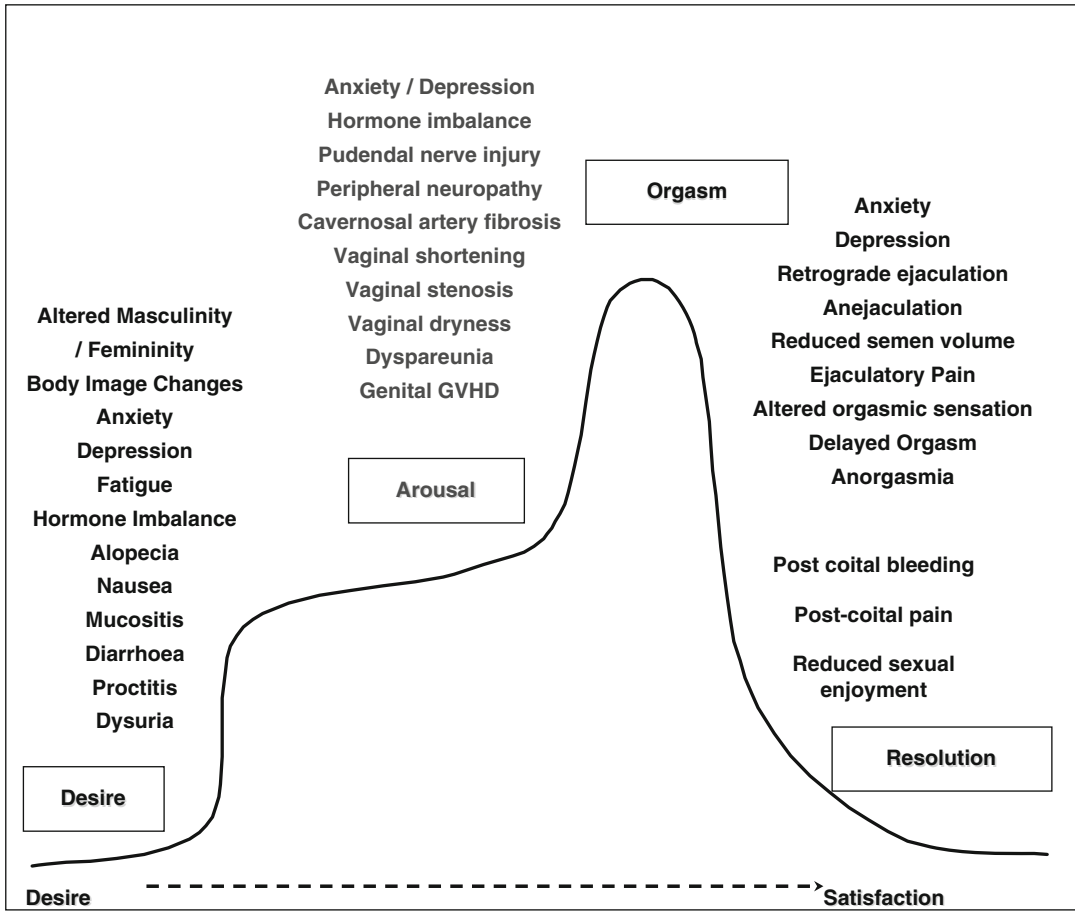 Anxiety / Depression
Hormone imbalance
Pudendal nerve injury
Peripheral neuropathy
Cavernosal artery fibrosis
Vaginal shortening
Vaginal stenosis
Vaginal dryness
Dyspareunia
Genital GVHD
Orgasm
Anxiety
Depression
Retrograde ejaculation
Anejaculation
Reduced semen volume
Ejaculatory Pain
Altered orgasmic sensation
Delayed Orgasm
Anorgasmia
Altered Masculinity
/ Femininity
Body Image Changes
Anxiety
Depression
Fatigue
Hormone Imbalance
Alopecia
Nausea
Mucositis
Diarrhoea
Proctitis
Dysuria
Arousal
Post coital bleeding
Post-coital pain
Reduced sexual
enjoyment
Resolution
Desire
Desire
Satisfaction